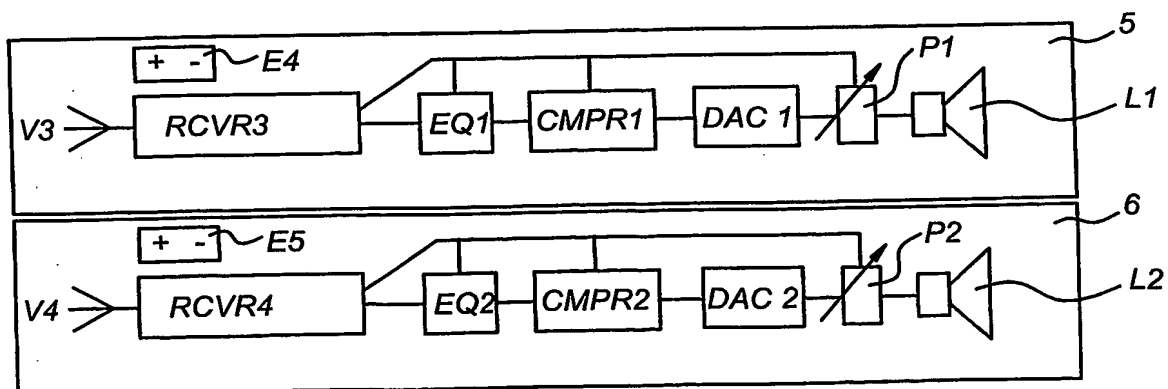 5
+ - E4
P1
L1
V3 RCVR3 EQ1 CMPR1 DAC 1
6
+ - E5
P2
L2
V4 RCVR4 EQ2 CMPR2 DAC 2